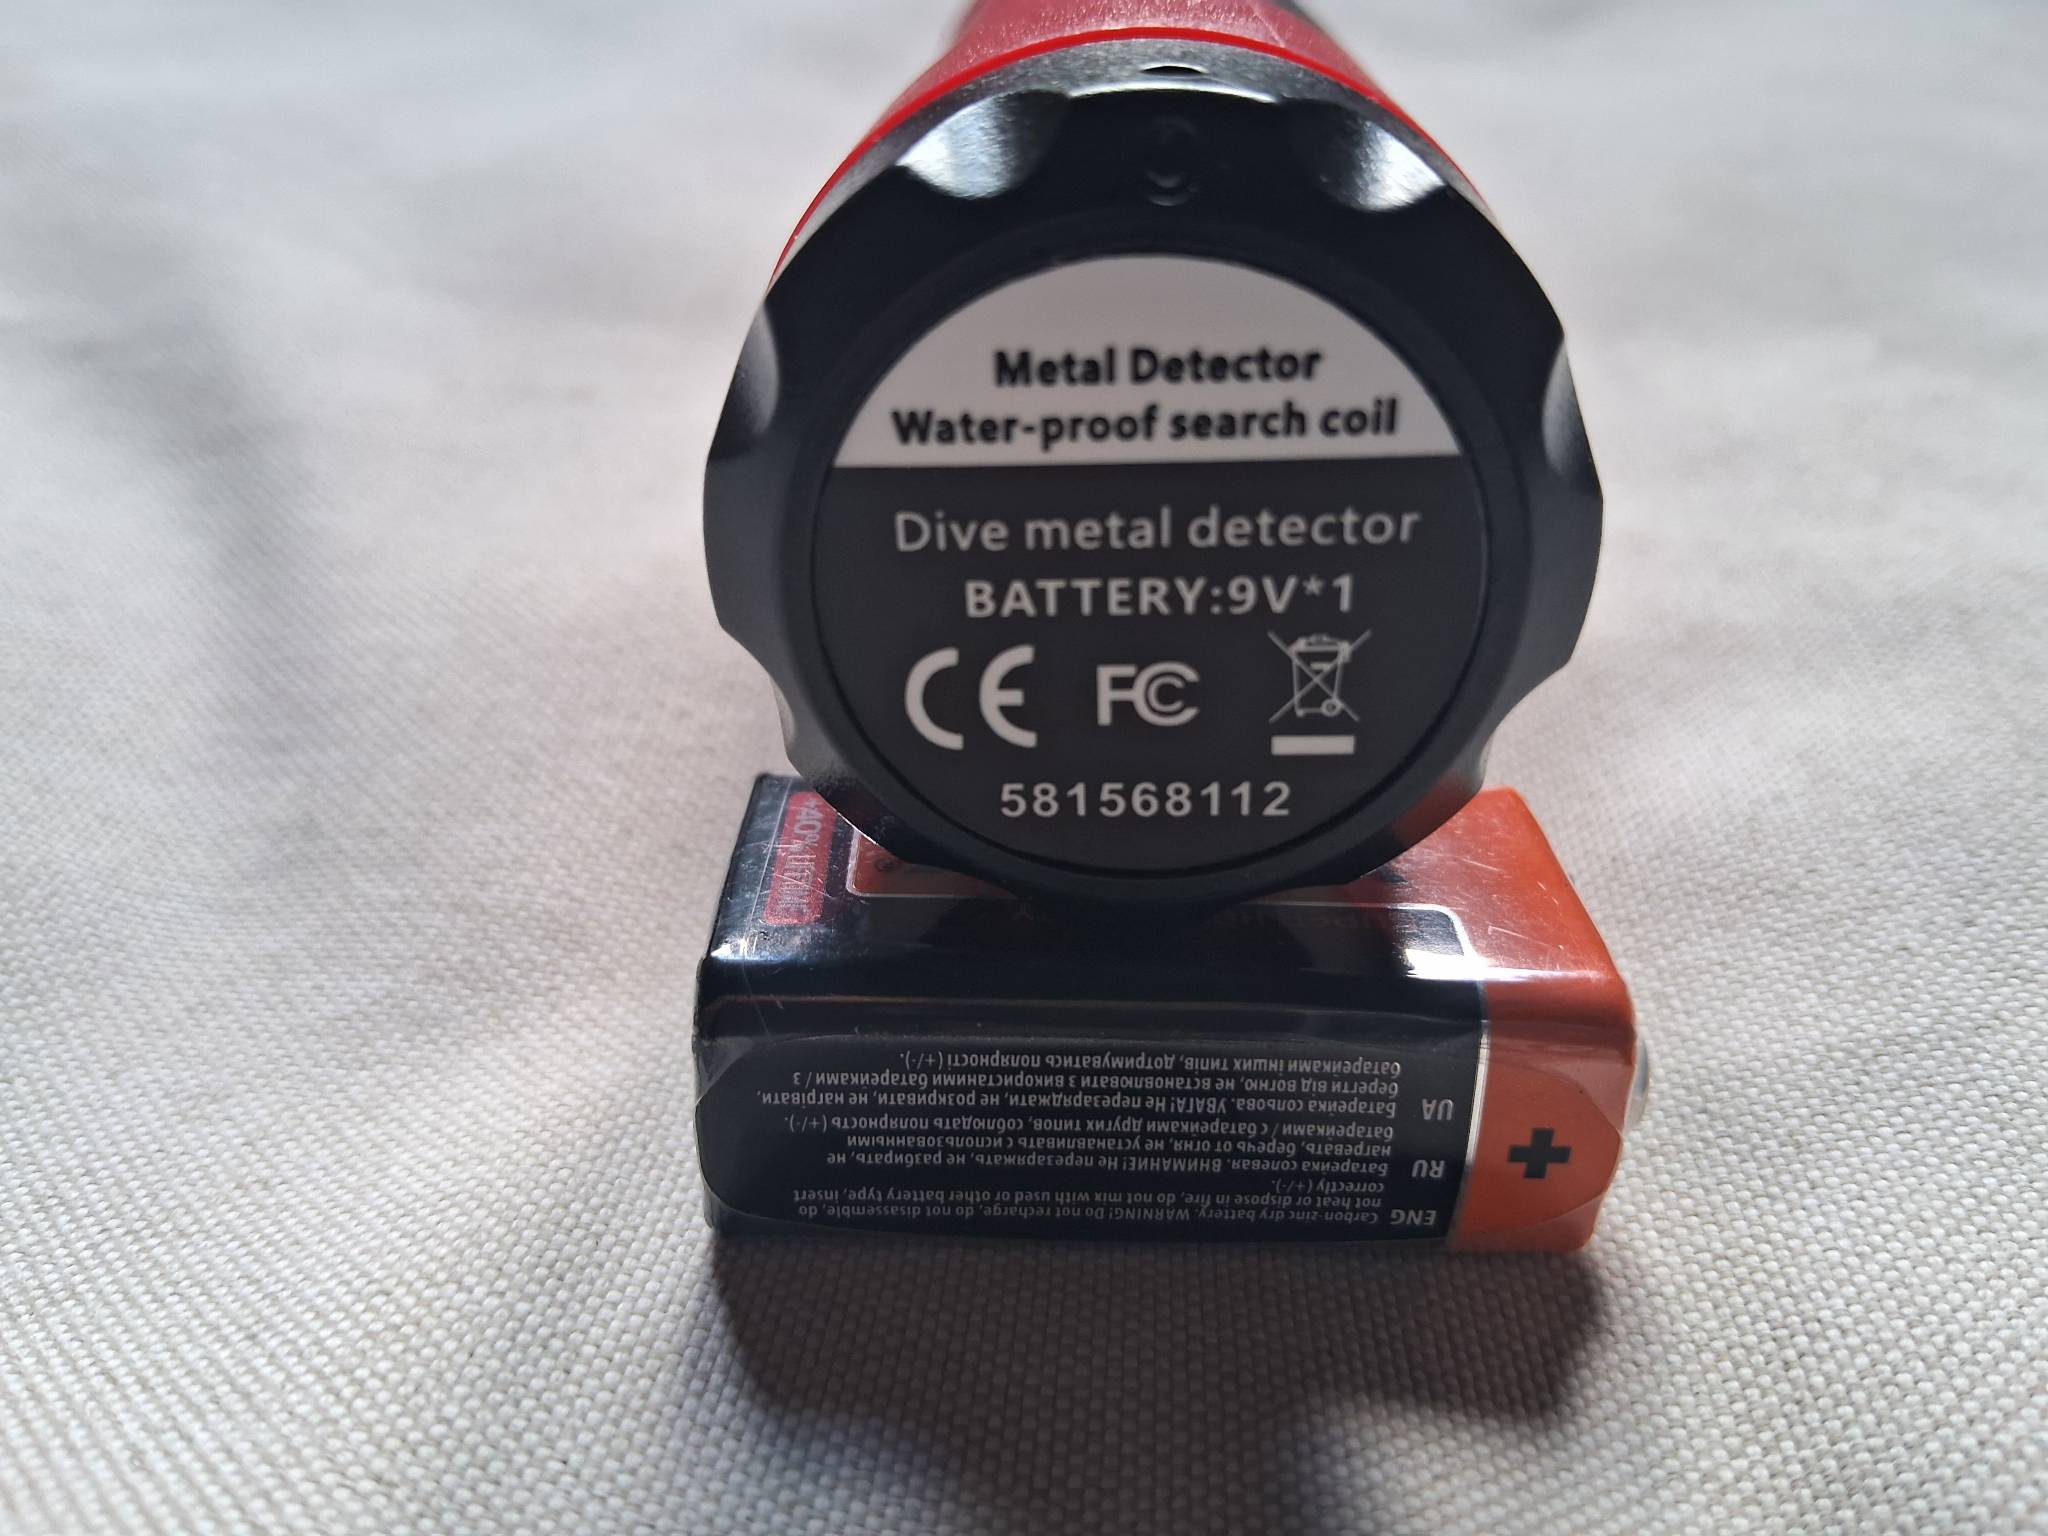 Metal Detector
Water-proof search coil
Dive metal detector
BATTERY:9V*1
CE FC
581568112
+40%
+
ENG Carbon-zinc dry battery. WARNING! Do not recharge, do not disassemble, do
not heat or dispose in fire, do not mix with used or other battery type, insert
correctly (+/-).
RU Батарейка солевая. ВНИМАНИЕ! Не перезаряжать, не разбирать, не
нагревать, беречь от огня, не устанавливать с использованными
батарейками / с батарейками других типов, соблюдать полярность (+/-).
UA Батарейка сольова. УВАГА! Не перезаряджати, не розкривати, не нагрівати,
берегти від вогню, не встановлювати з використаними батарейками / з
батарейками інших типів, дотримуватись полярності (+/-).